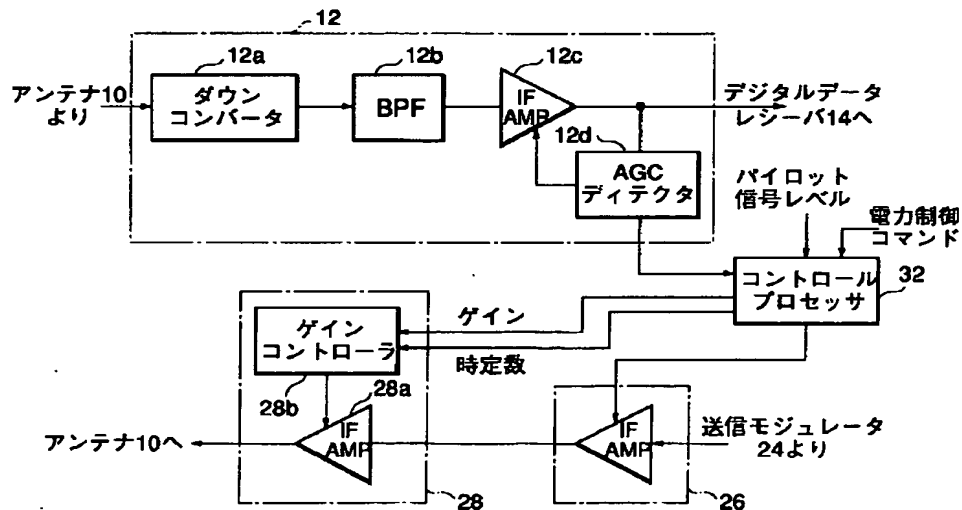 12
12a
12b
12c
アンテナ10
より
ダウン
コンバータ
BPF
IF
AMP
デジタルデータ
レシーバ14へ
12d
AGC
ディテクタ
パイロット
信号レベル
電力制御
コマンド
コントロール
プロセッサ
32
ゲイン
コントローラ
ゲイン
時定数
28b
28a
アンテナ10へ
IF
AMP
IF
AMP
送信モジュレータ
24より
28
26